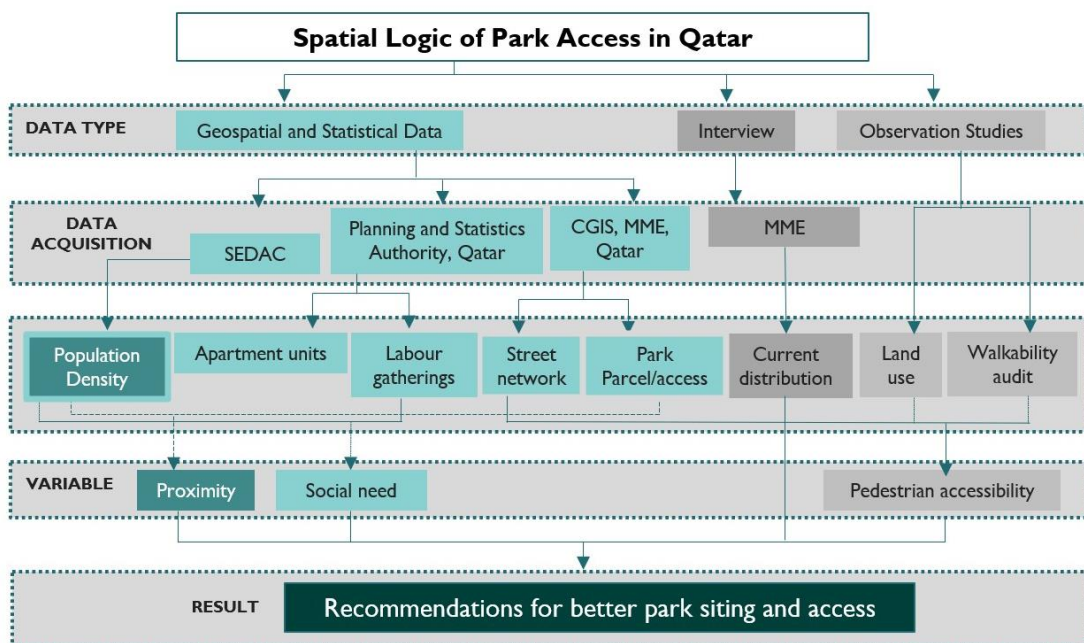 Spatial Logic of Park Access in Qatar
DATA TYPE
Geospatial and Statistical Data
Interview
Observation Studies
DATA
ACQUISITION
SEDAC
Planning and Statistics
Authority, Qatar
CGIS, MME,
Qatar
MME
Population
Density
Apartment units
Labour
gatherings
Street
network
Park
Parcel/access
Current
distribution
Land
use
Walkability
audit
VARIABLE
Proximity
Social need
Pedestrian accessibility
RESULT
Recommendations for better park siting and access